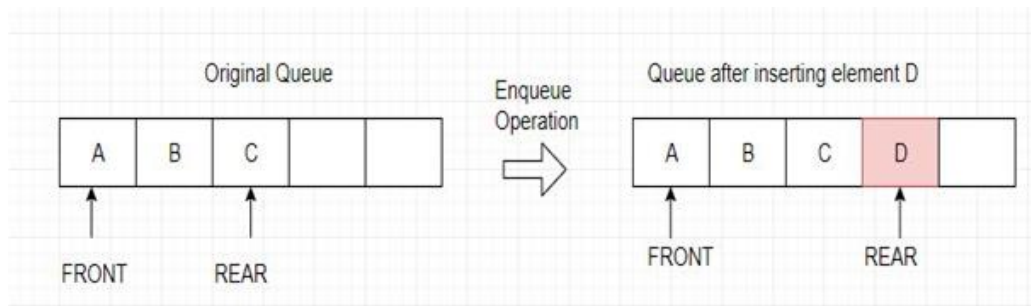 Original Queue
Enqueue
Operation
Queue after inserting element D
A B C
A B C D
FRONT REAR
FRONT REAR